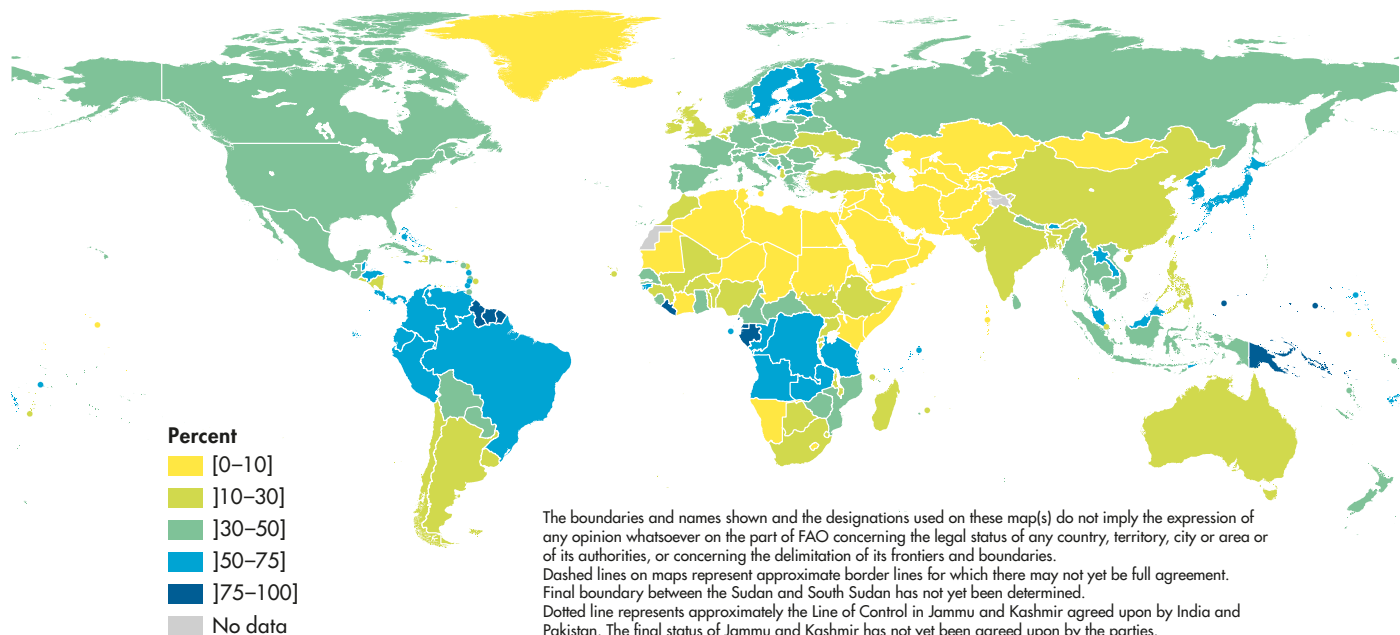 Percent
[0–10]
]10–30]
]30–50]
]50–75]
]75–100]
No data
The boundaries and names shown and the designations used on these map(s) do not imply the expression of
any opinion whatsoever on the part of FAO concerning the legal status of any country, territory, city or area or
of its authorities, or concerning the delimitation of its frontiers and boundaries.
Dashed lines on maps represent approximate border lines for which there may not yet be full agreement.
Final boundary between the Sudan and South Sudan has not yet been determined.
Dotted line represents approximately the Line of Control in Jammu and Kashmir agreed upon by India and
Pakistan. The final status of Jammu and Kashmir has not yet been agreed upon by the parties.